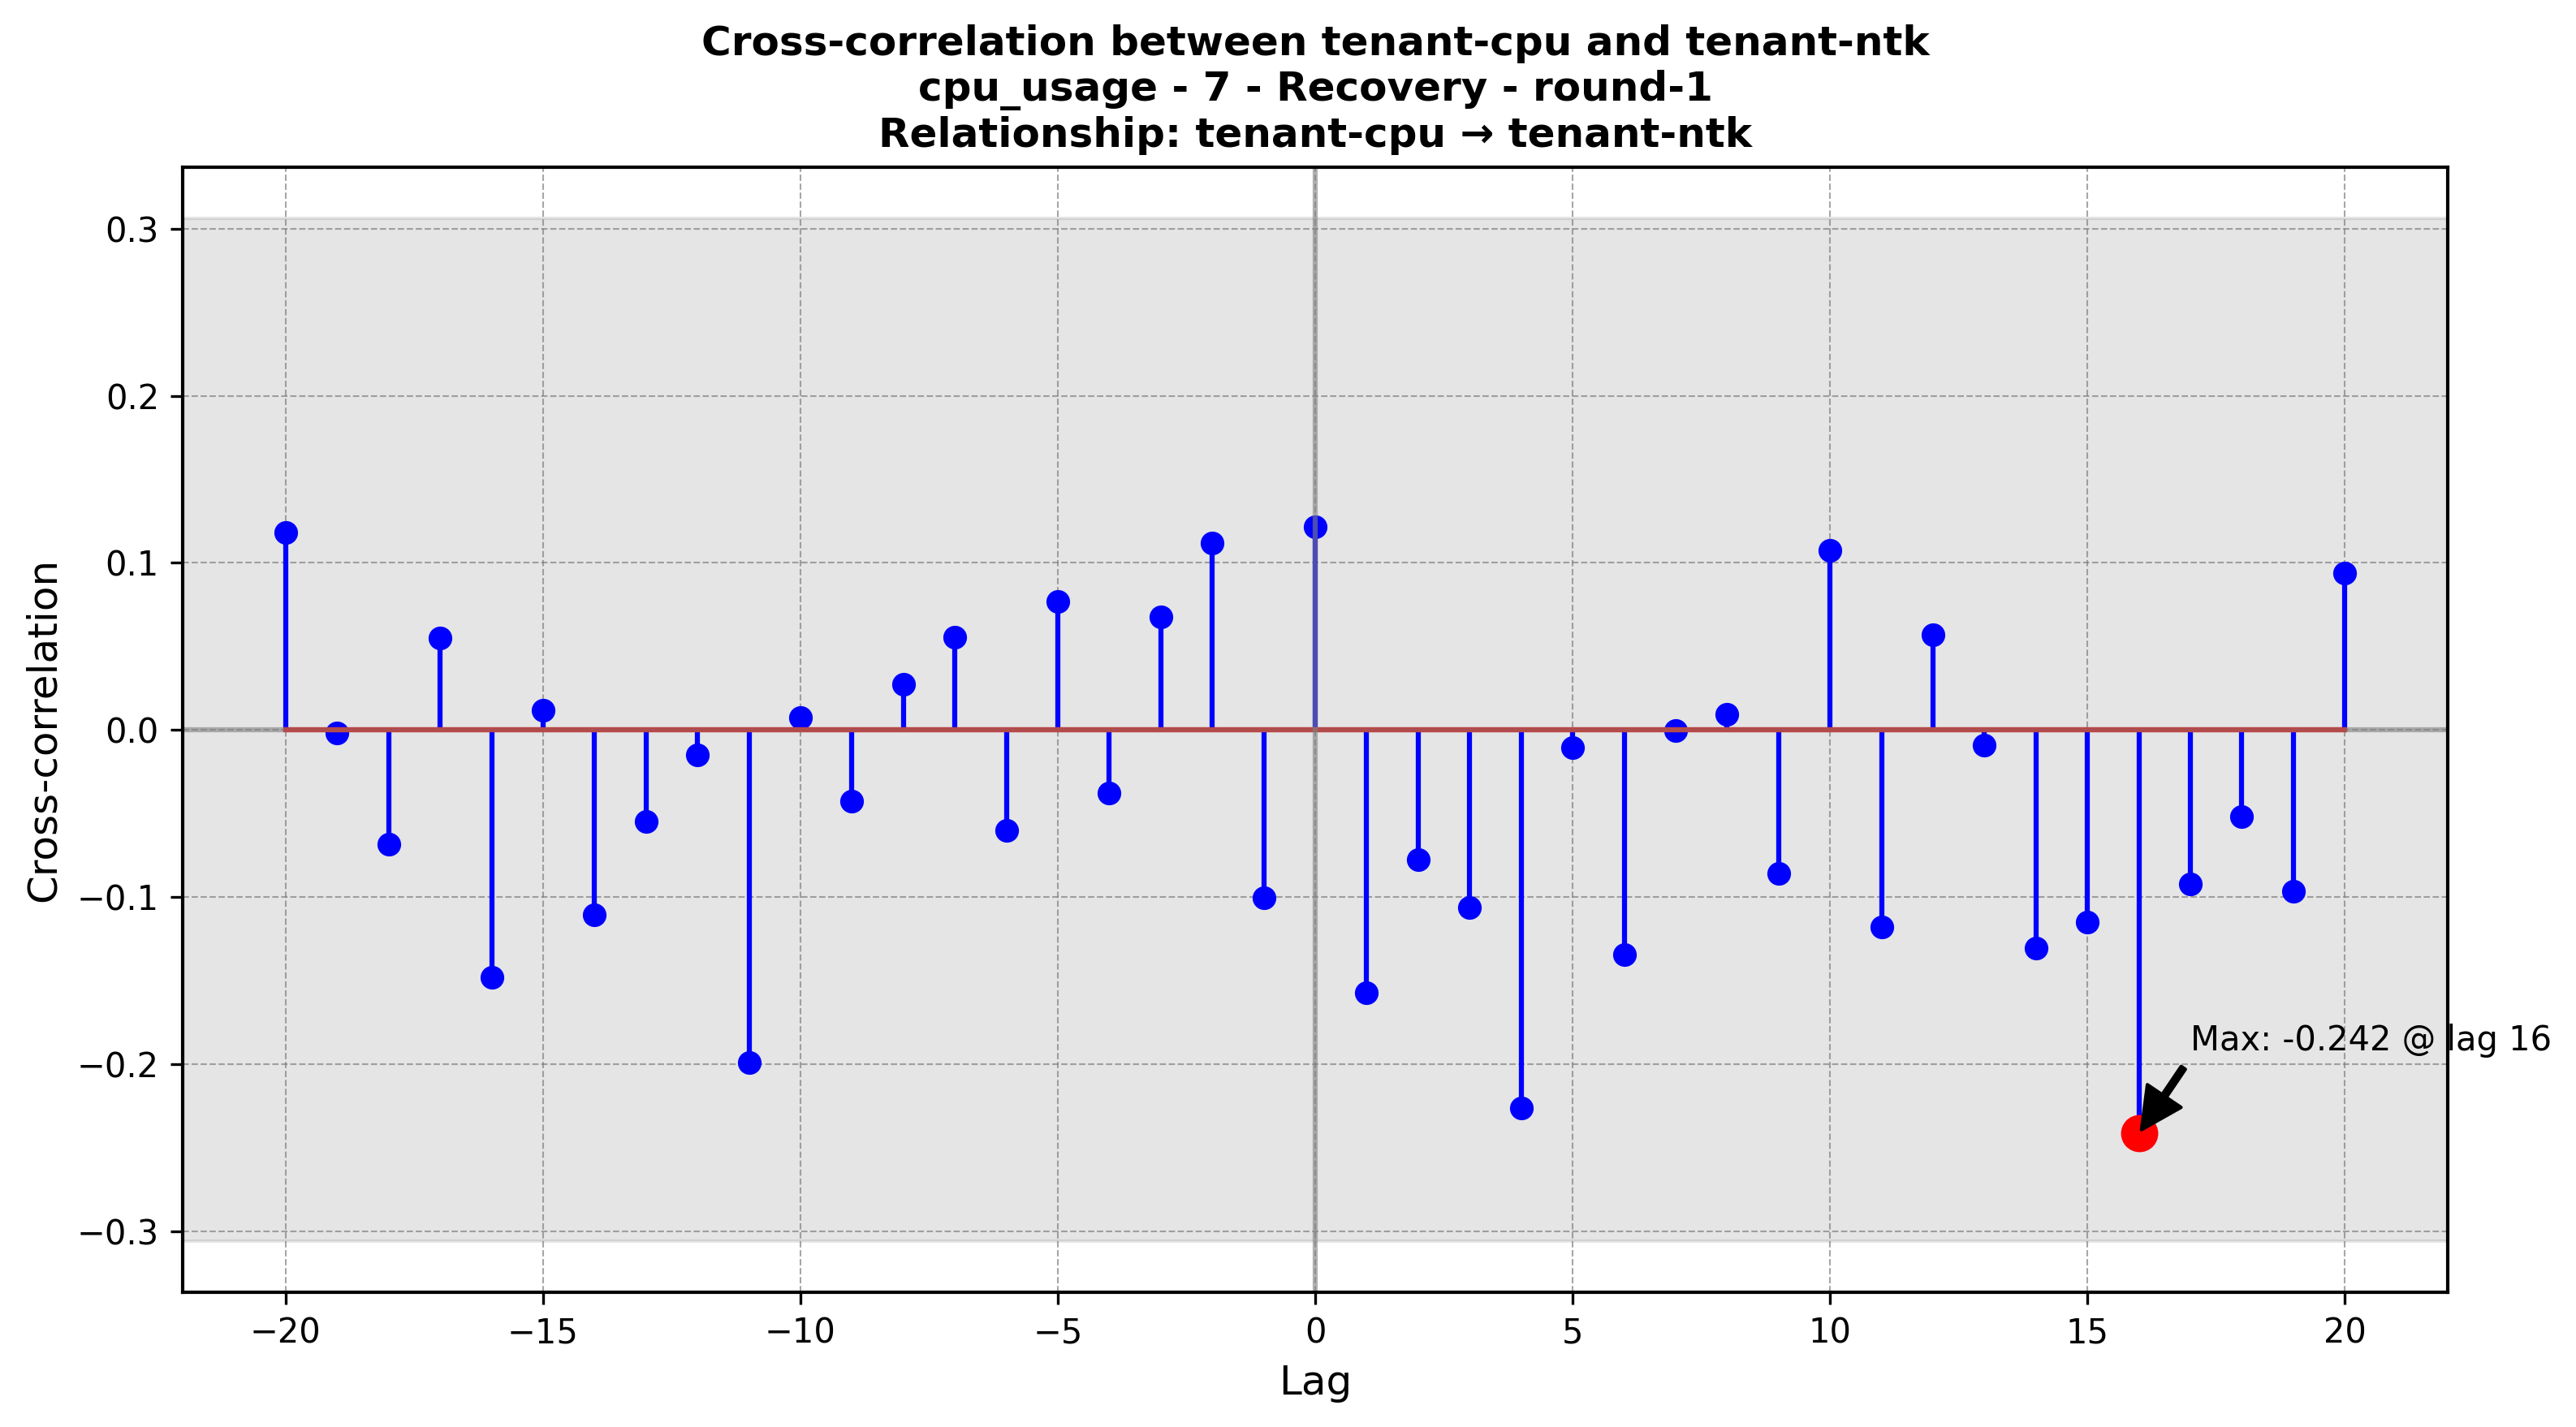 Cross-correlation between tenant-cpu and tenant-ntk
cpu_usage - 7 - Recovery - round-1
Relationship: tenant-cpu → tenant-ntk
Cross-correlation
0.3
0.2
0.1
0.0
−0.1
−0.2
−0.3
Max: -0.242 @ lag 16
−20 −15 −10 −5 0 5 10 15 20
Lag